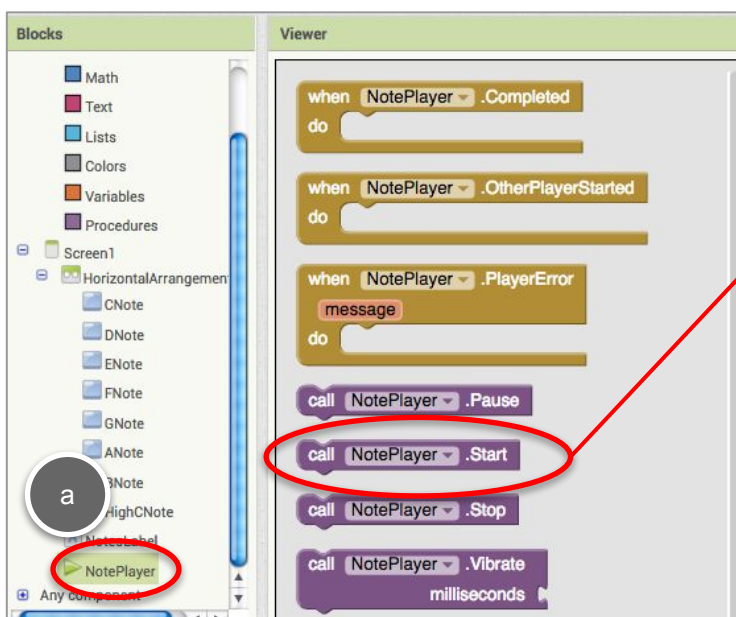 Blocks
Math
Text
Lists
Colors
Variables
Procedures
Screen1
HorizontalArrangemen
CNote
DNote
ENote
FNote
GNote
ANote
BNote
HighCNote
NotesLabel
NotePlayer
Any component
a
Viewer
when NotePlayer .Completed
do
when NotePlayer .OtherPlayerStarted
do
when NotePlayer .PlayerError
message
do
call NotePlayer .Pause
call NotePlayer .Start
call NotePlayer .Stop
call NotePlayer .Vibrate
milliseconds